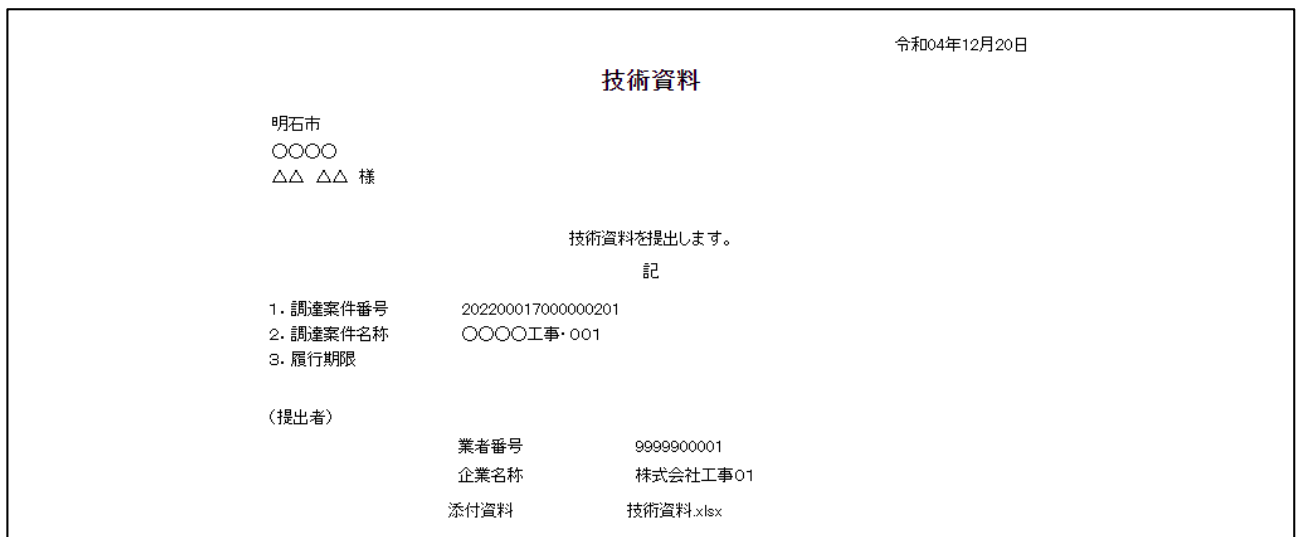 令和04年12月20日
技術資料
明石市
○○○○
△△ △△ 様
技術資料を提出します。
記
1. 調達案件番号 202200017000000201
2. 調達案件名称 ○○○○工事・001
3. 履行期限
(提出者)
業者番号 9999900001
企業名称 株式会社工事01
添付資料 技術資料.xlsx